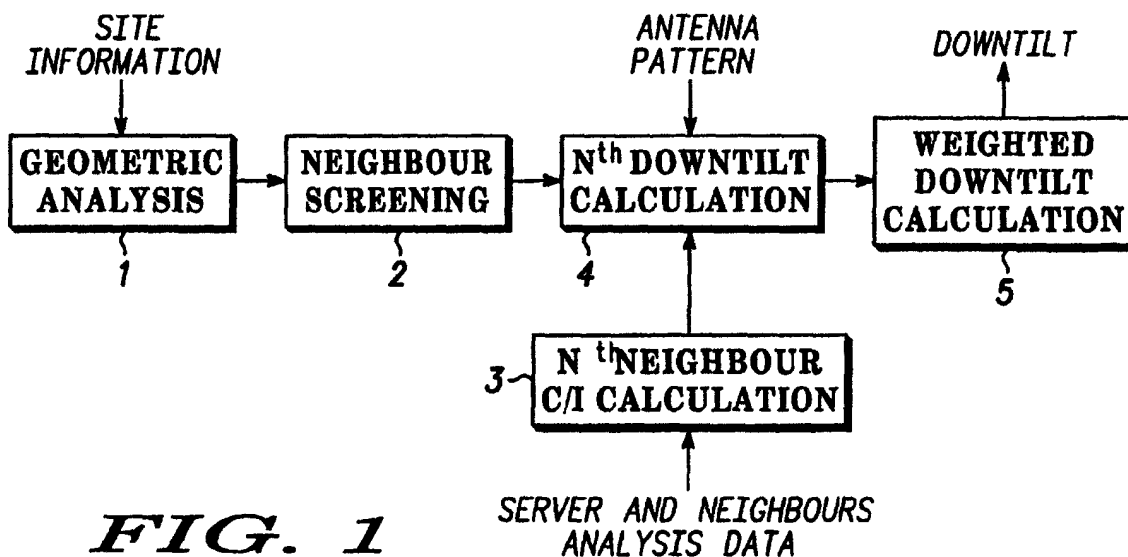 SITE
INFORMATION
ANTENNA
PATTERN
DOWNTILT
GEOMETRIC
ANALYSIS
1
NEIGHBOUR
SCREENING
2
Nth DOWNTILT
CALCULATION
4
WEIGHTED
DOWNTILT
CALCULATION
5
3
N th NEIGHBOUR
C/I CALCULATION
SERVER AND NEIGHBOURS
ANALYSIS DATA
FIG. 1